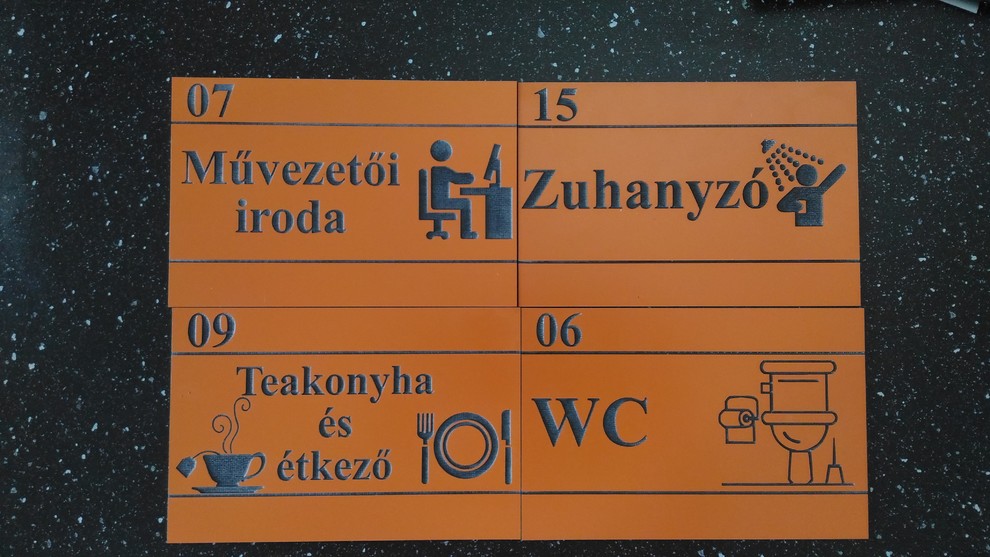 07
Művezetői
iroda
15
Zuhanyzó
09
Teakonyha
és
étkező
06
WC